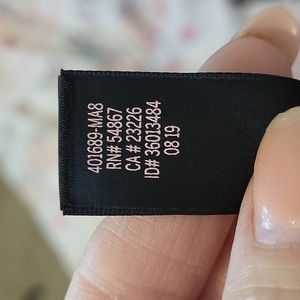 401689-MA8
RN# 54867
CA # 23226
ID# 36013484
08 19